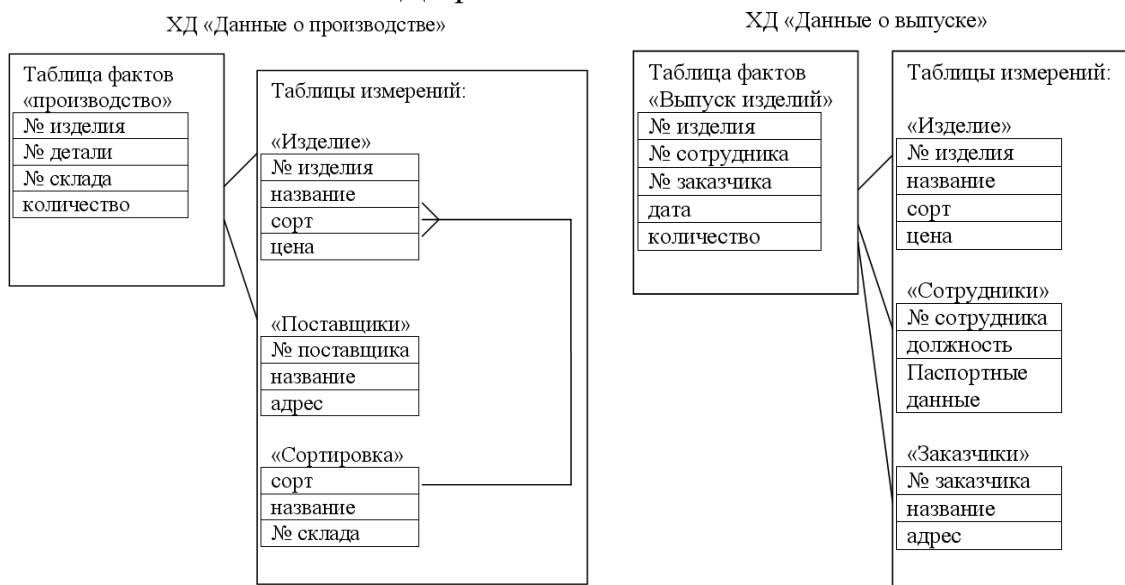 ХД «Данные о производстве»
Таблица фактов
«производство»
№ изделия
№ детали
№ склада
количество
Таблицы измерений:
«Изделие»
№ изделия
название
сорт
цена
«Поставщики»
№ поставщика
название
адрес
«Сортировка»
сорт
название
№ склада
ХД «Данные о выпуске»
Таблица фактов
«Выпуск изделий»
№ изделия
№ сотрудника
№ заказчика
дата
количество
Таблицы измерений:
«Изделие»
№ изделия
название
сорт
цена
«Сотрудники»
№ сотрудника
должность
Паспортные
данные
«Заказчики»
№ заказчика
название
адрес